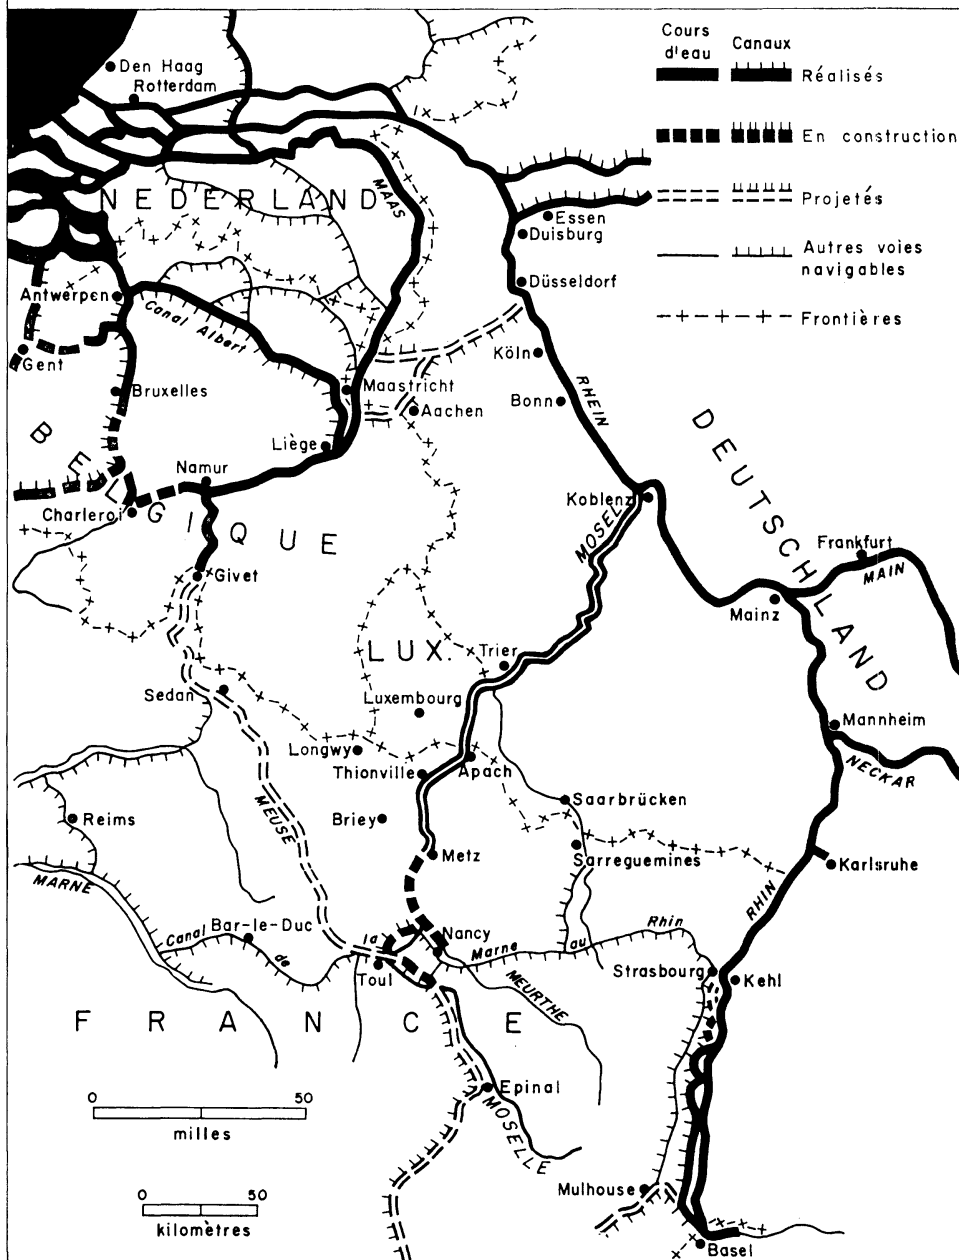 Cours
d'eau
Canaux
Réalisés
En construction
Projetés
Autres voies
navigables
Frontières
Den Haag
Rotterdam
NEDERLAND
MAAS
Essen
Duisburg
Düsseldorf
Antwerpen
Canal Albert
Gent
Köln
Bruxelles
Maastricht
Aachen
Bonn
RHEIN
Liège
BELGIQUE
Namur
Charleroi
Koblenz
MOSEL
DEUTSCHLAND
Frankfurt
MAIN
Mainz
Givet
LUX.
Trier
Sedan
Luxembourg
Mannheim
NECKAR
Longwy
Thionville
Apach
Saarbrücken
Reims
MEUSE
Briey
Metz
Sarreguemines
Karlsruhe
MARNE
RHIN
Canal de la Marne au Rhin
Bar-le-Duc
Nancy
Toul
Strasbourg
Kehl
MEURTHE
FRANCE
Epinal
MOSELLE
0 50
milles
0 50
kilomètres
Mulhouse
Basel